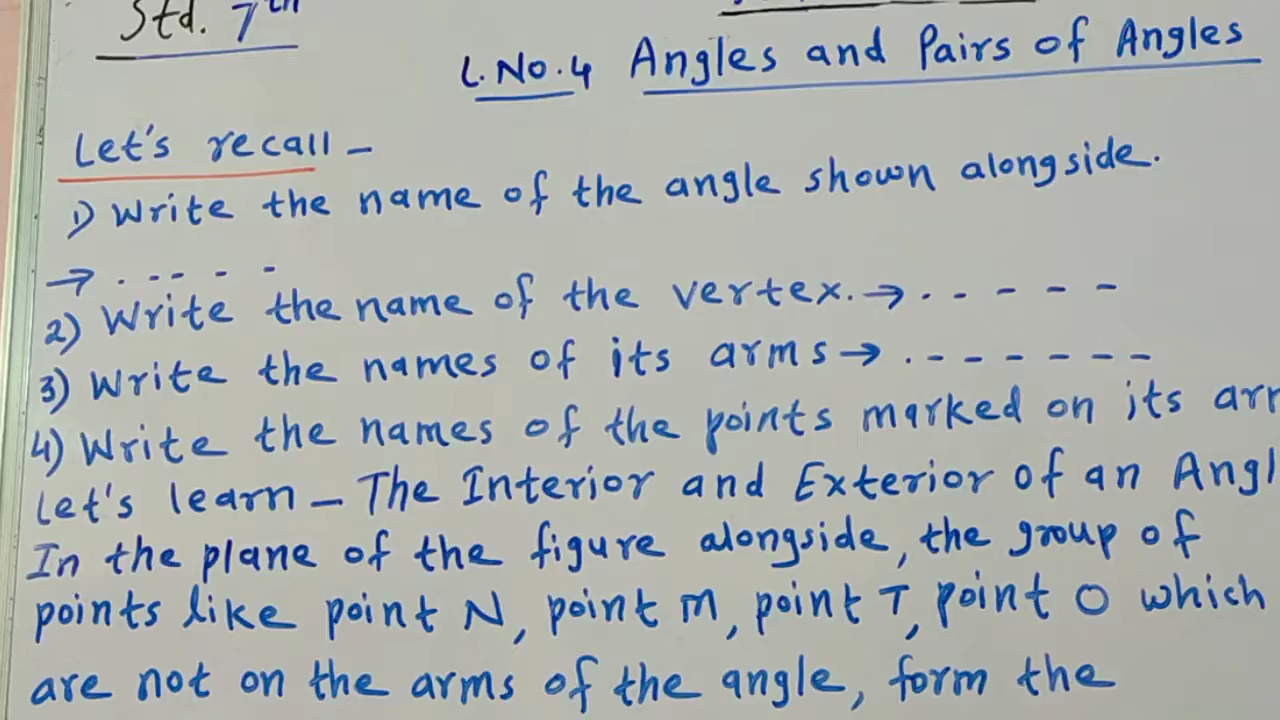 Std. 7th
L.No.4 Angles and Pairs of Angles
Let's recall -
1) Write the name of the angle shown alongside.
→ . - - - -
2) Write the name of the vertex. → . - - - -
3) Write the names of its arms → . - - - - - -
4) Write the names of the points marked on its arr
Let's learn - The Interior and Exterior of an Angl
In the plane of the figure alongside, the group of
points like point N, point M, point T, point O which
are not on the arms of the angle, form the